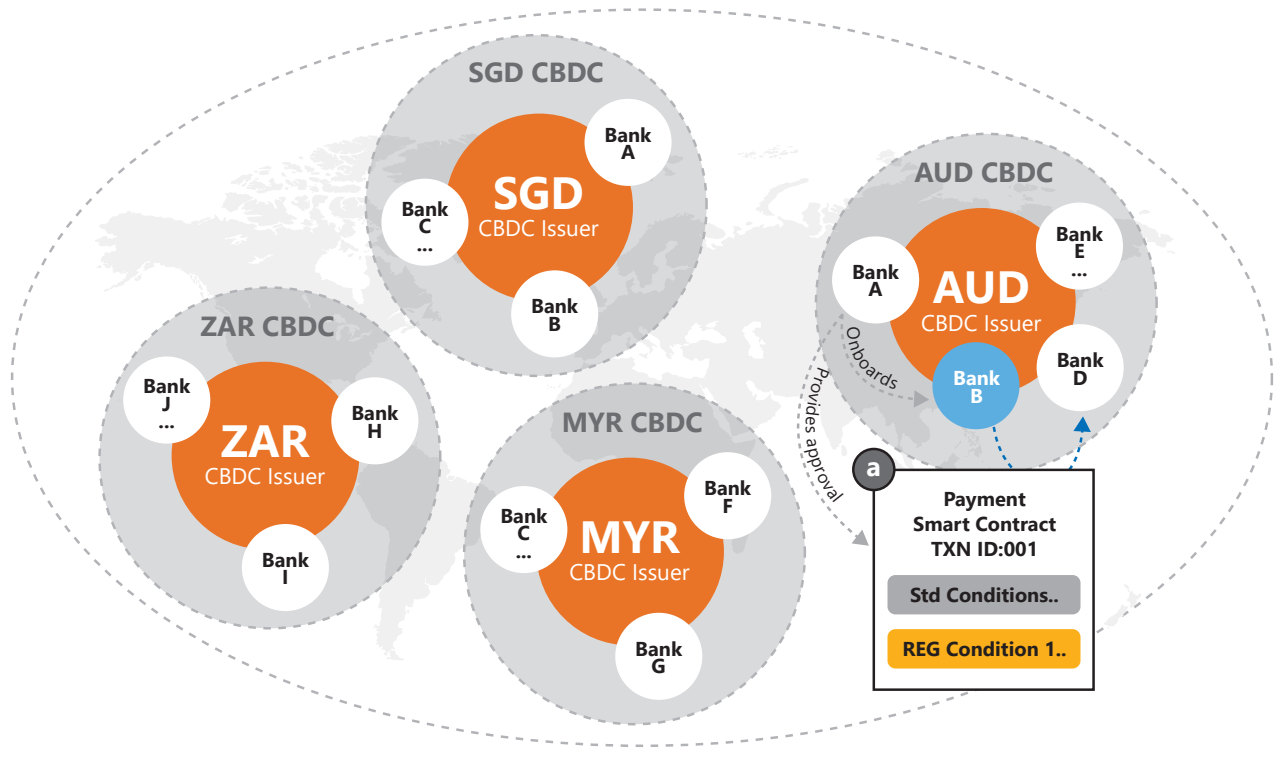 SGD CBDC
Bank
A
SGD
CBDC Issuer
Bank
C
...
Bank
B
AUD CBDC
Bank
E
...
Bank
A
AUD
CBDC Issuer
Onboards
Bank
B
Bank
D
Provides approval
ZAR CBDC
Bank
J
...
Bank
H
ZAR
CBDC Issuer
Bank
I
MYR CBDC
Bank
F
Bank
C
...
MYR
CBDC Issuer
Bank
G
a
Payment
Smart Contract
TXN ID:001
Std Conditions..
REG Condition 1..